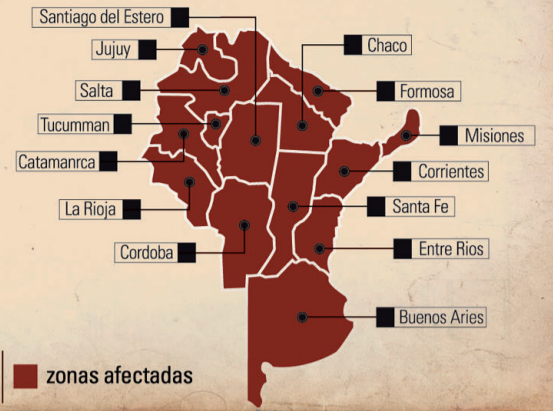 Santiago del Estero
Jujuy
Chaco
Salta
Formosa
Tucumman
Misiones
Catamanrca
Corrientes
La Rioja
Santa Fe
Cordoba
Entre Rios
Buenos Aries
zonas afectadas